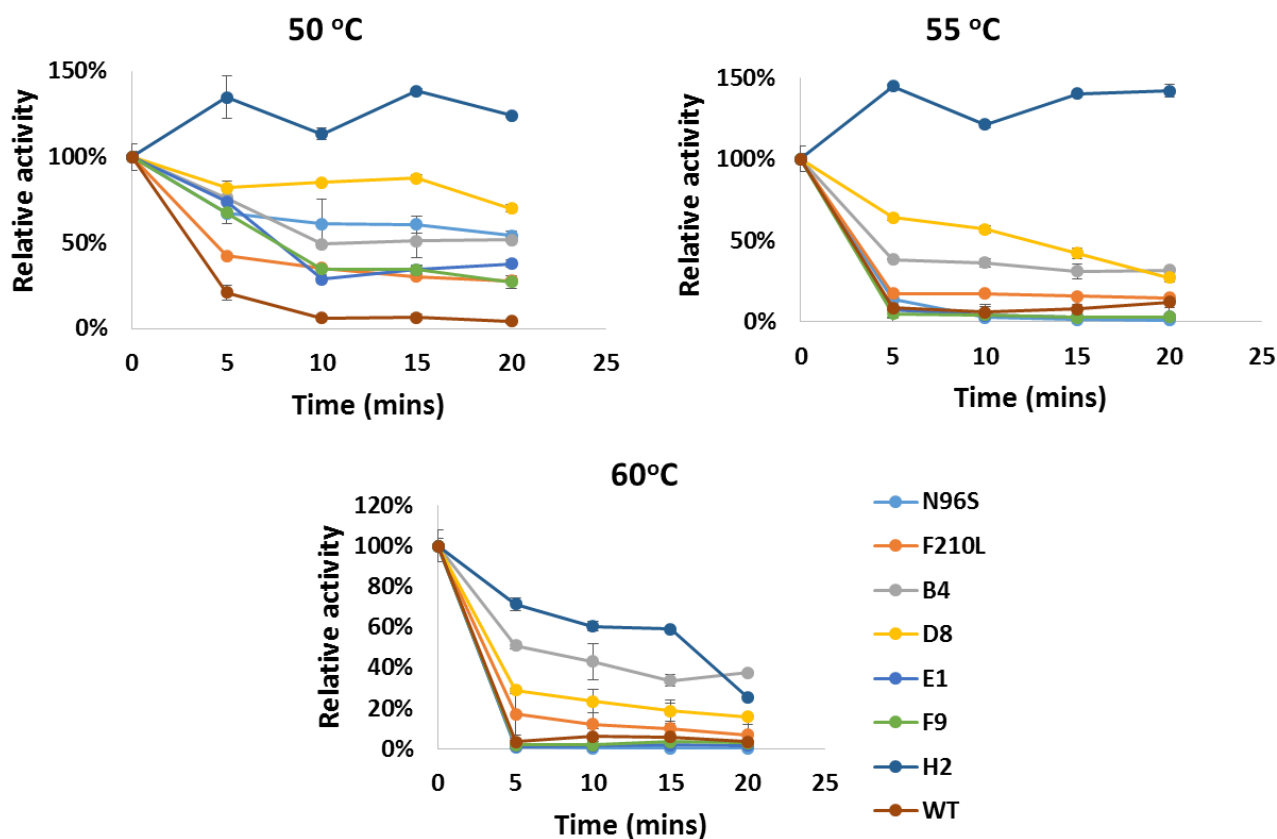 50 °C
150%
100%
50%
0%
0 5 10 15 20 25
Relative activity
Time (mins)
55 °C
150%
100%
50%
0%
0 5 10 15 20 25
Relative activity
Time (mins)
60°C
120%
100%
80%
60%
40%
20%
0%
0 5 10 15 20 25
Relative activity
Time (mins)
N96S
F210L
B4
D8
E1
F9
H2
WT